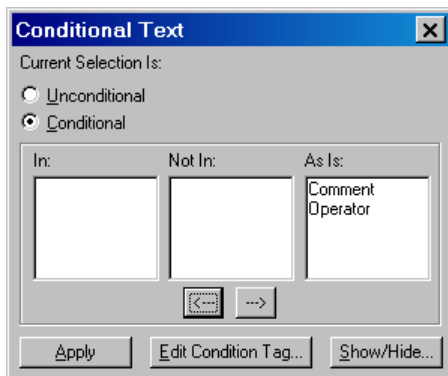 Conditional Text
Current Selection Is:
Unconditional
Conditional
In: Not In: As Is:
Comment
Operator
<--- --->
Apply Edit Condition Tag... Show/Hide...